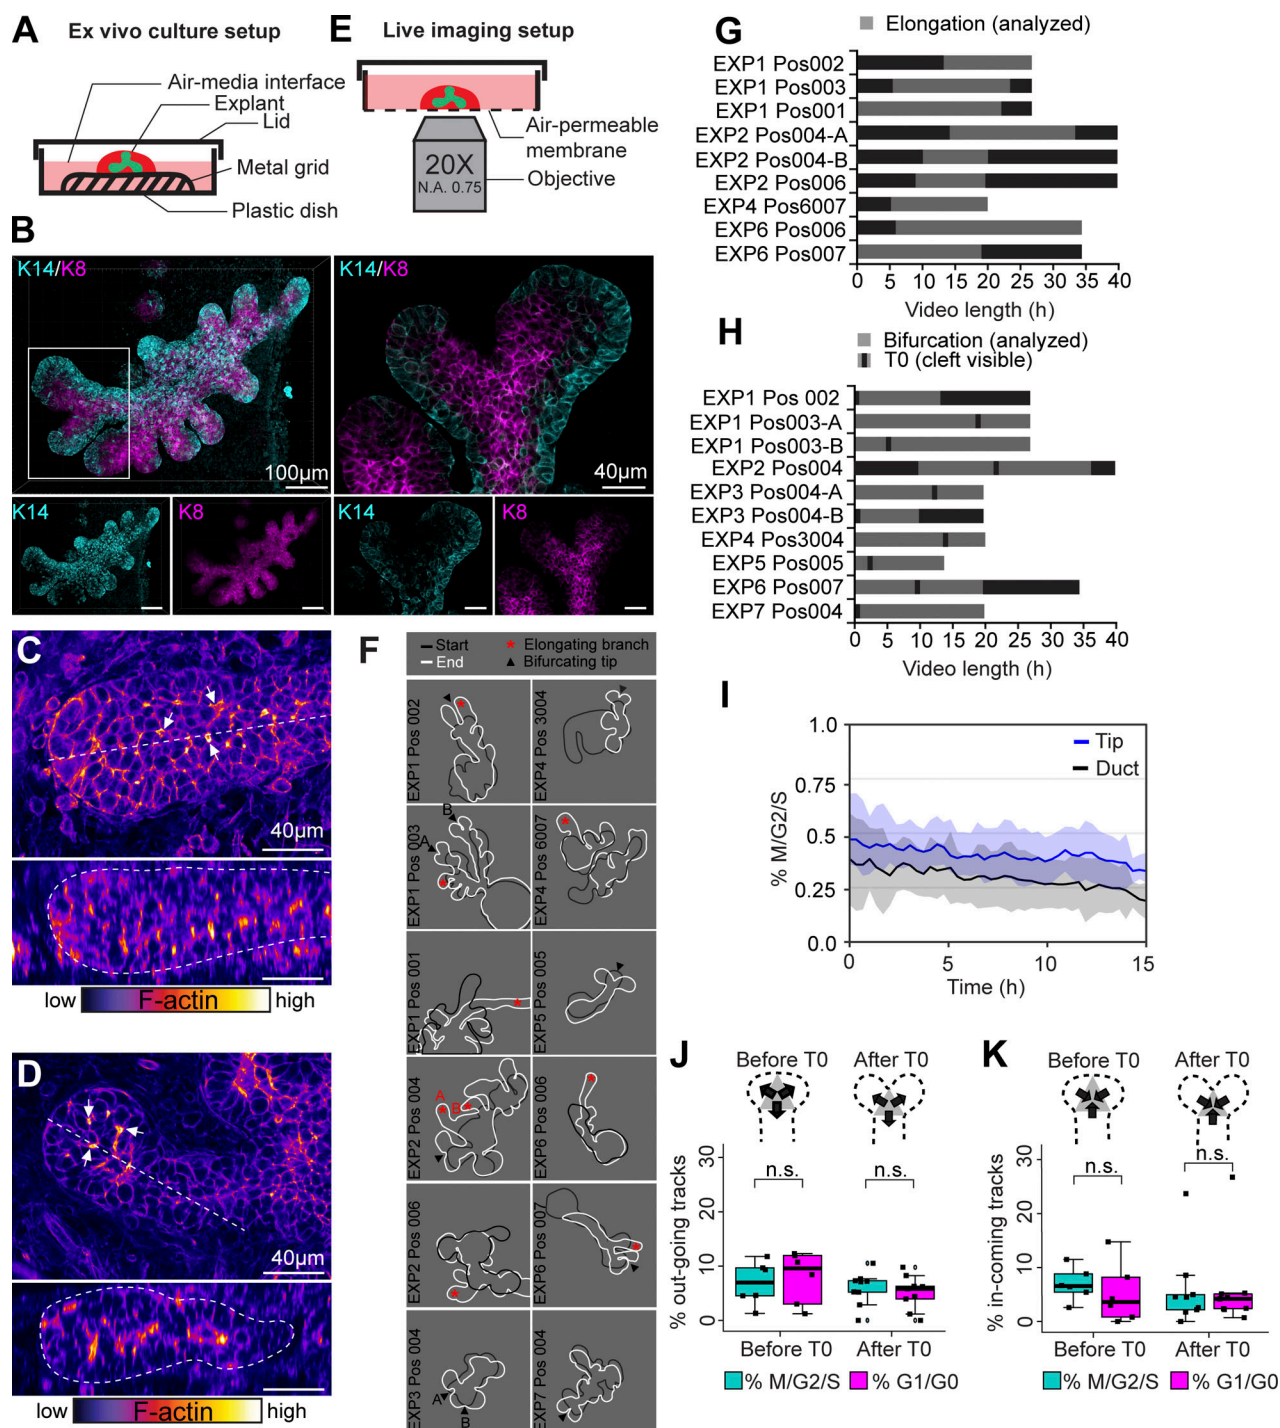 A
Ex vivo culture setup
Air-media interface
Explant
Lid
Metal grid
Plastic dish
E
Live imaging setup
Air-permeable
membrane
20X
N.A. 0.75
Objective
B
K14/K8
100µm
K14/K8
40µm
K14
K8
K14
K8
C
40µm
low
F-actin
high
D
40µm
low
F-actin
high
F
Start
End
Elongating branch
Bifurcating tip
EXP1 Pos 002
EXP4 Pos 3004
EXP1 Pos 003
A
B
EXP4 Pos 6007
EXP1 Pos 001
EXP5 Pos 005
EXP2 Pos 004
A
B
EXP6 Pos 006
EXP2 Pos 006
EXP6 Pos 007
EXP3 Pos 004
A
B
EXP7 Pos 004
G
Elongation (analyzed)
EXP1 Pos002
EXP1 Pos003
EXP1 Pos001
EXP2 Pos004-A
EXP2 Pos004-B
EXP2 Pos006
EXP4 Pos6007
EXP6 Pos006
EXP6 Pos007
0 5 10 15 20 25 30 35 40
Video length (h)
H
Bifurcation (analyzed)
T0 (cleft visible)
EXP1 Pos 002
EXP1 Pos003-A
EXP1 Pos003-B
EXP2 Pos004
EXP3 Pos004-A
EXP3 Pos004-B
EXP4 Pos3004
EXP5 Pos005
EXP6 Pos007
EXP7 Pos004
0 5 10 15 20 25 30 35 40
Video length (h)
I
% M/G2/S
1.0
0.75
0.5
0.25
0.0
Tip
Duct
0 5 10 15
Time (h)
J
Before T0 After T0
% out-going tracks
30
20
10
0
n.s.
n.s.
Before T0 After T0
% M/G2/S % G1/G0
K
Before T0 After T0
% in-coming tracks
30
20
10
0
n.s.
n.s.
Before T0 After T0
% M/G2/S % G1/G0